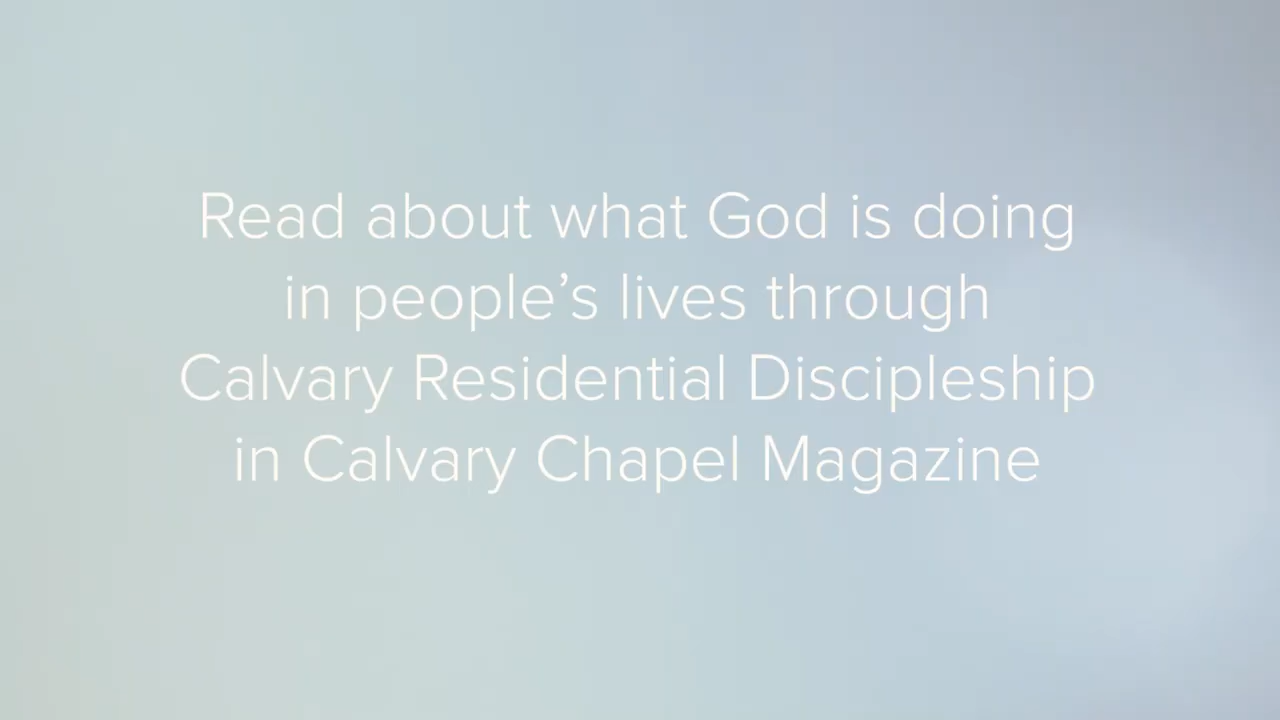 Read about what God is doing
in people’s lives through
Calvary Residential Discipleship
in Calvary Chapel Magazine